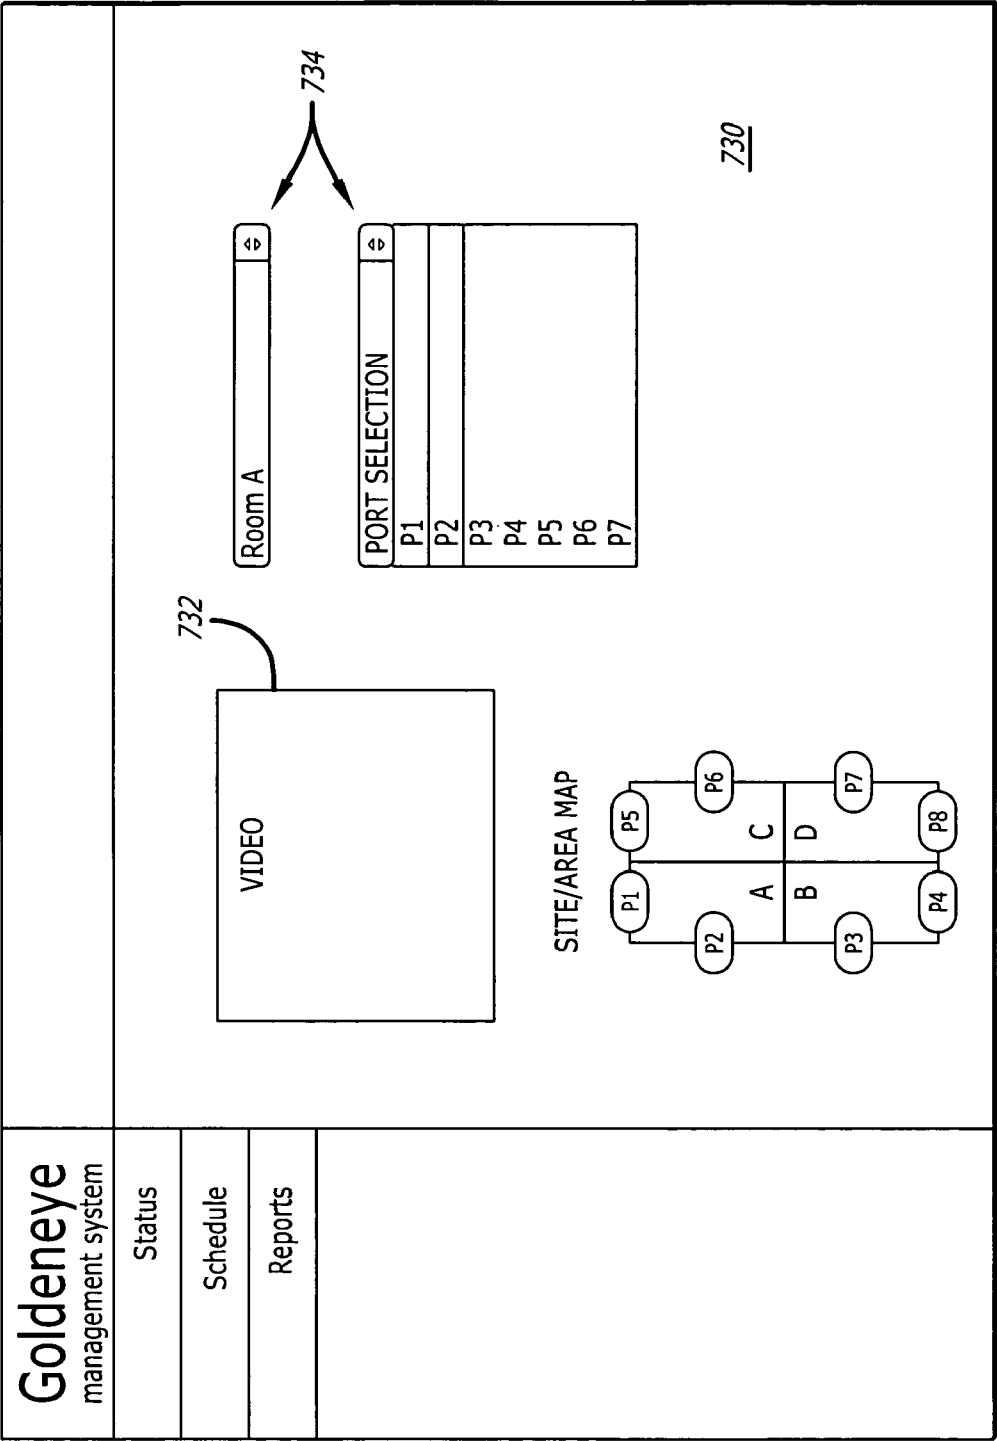 Goldeneye
management system
Status
Schedule
Reports
732
VIDEO
734
Room A
PORT SELECTION
P1
P2
P3
P4
P5
P6
P7
SITE/AREA MAP
P1 P5
P2 P6
A C
B D
P3 P7
P4 P8
730